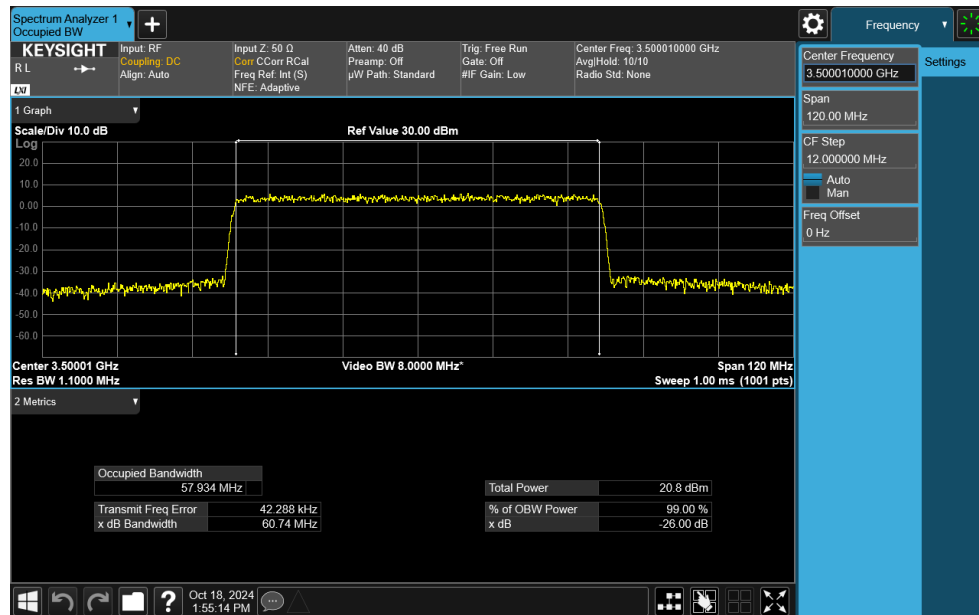 Spectrum Analyzer 1
Occupied BW
Frequency
KEYSIGHT
R L
LXI
Input: RF
Coupling: DC
Align: Auto
Input Z: 50 Ω
Corr CCorr RCal
Freq Ref: Int (S)
NFE: Adaptive
Atten: 40 dB
Preamp: Off
µW Path: Standard
Trig: Free Run
Gate: Off
#IF Gain: Low
Center Freq: 3.500010000 GHz
Avg|Hold: 10/10
Radio Std: None
Center Frequency
3.500010000 GHz
Settings
Span
120.00 MHz
CF Step
12.000000 MHz
Auto
Man
Freq Offset
0 Hz
1 Graph
Scale/Div 10.0 dB
Ref Value 30.00 dBm
Log
20.0
10.0
0.00
-10.0
-20.0
-30.0
-40.0
-50.0
-60.0
Center 3.50001 GHz
Video BW 8.0000 MHz*
Span 120 MHz
Res BW 1.1000 MHz
Sweep 1.00 ms (1001 pts)
2 Metrics
Occupied Bandwidth
57.934 MHz
Total Power 20.8 dBm
Transmit Freq Error 42.288 kHz
% of OBW Power 99.00 %
x dB Bandwidth 60.74 MHz
x dB -26.00 dB
Oct 18, 2024
1:55:14 PM